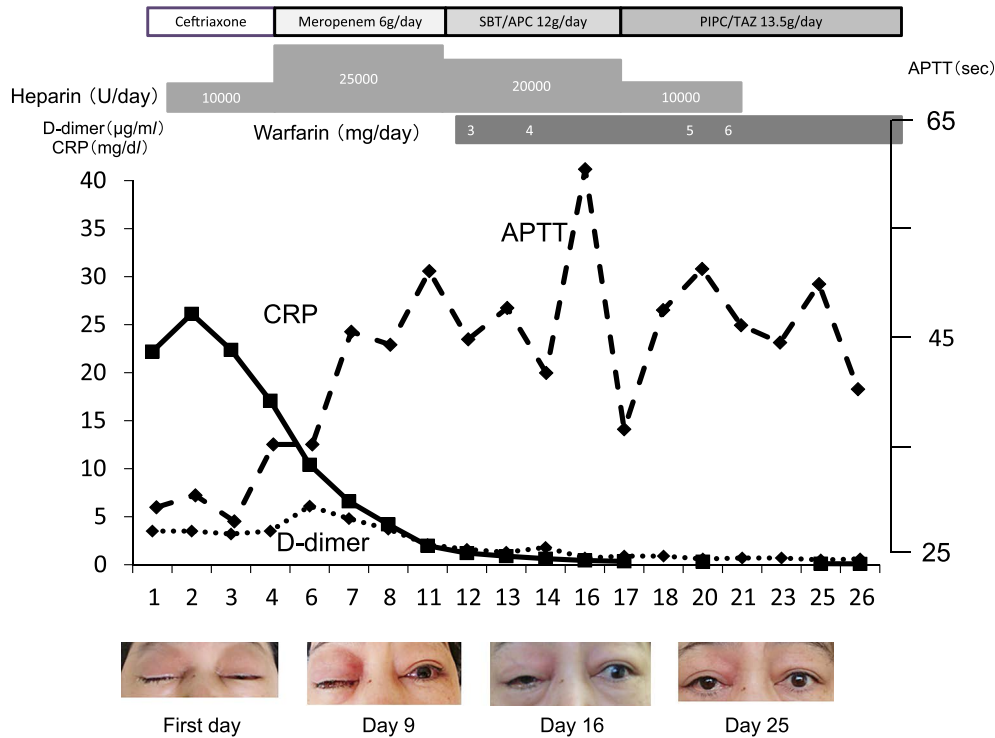 Ceftriaxone Meropenem 6g/day SBT/APC 12g/day PIPC/TAZ 13.5g/day
APTT(sec)
Heparin (U/day) 10000 25000 20000 10000
D-dimer(μg/ml)
CRP(mg/dl)
Warfarin (mg/day) 3 4 5 6
65
40
35
APTT
30
CRP
25
45
20
15
10
5
D-dimer
0
25
1 2 3 4 6 7 8 11 12 13 14 16 17 18 20 21 23 25 26
First day Day 9 Day 16 Day 25